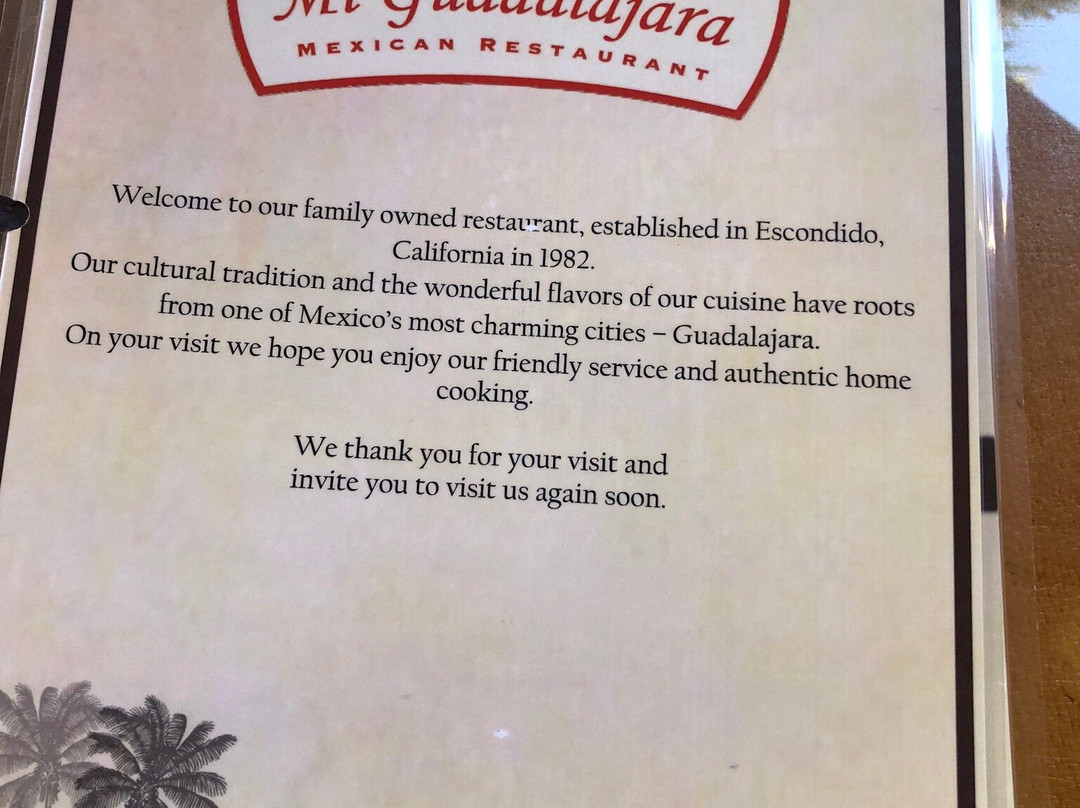 Mi Guadalajara
MEXICAN RESTAURANT
Welcome to our family owned restaurant, established in Escondido,
California in 1982.
Our cultural tradition and the wonderful flavors of our cuisine have roots
from one of Mexico’s most charming cities – Guadalajara.
On your visit we hope you enjoy our friendly service and authentic home
cooking.
We thank you for your visit and
invite you to visit us again soon.